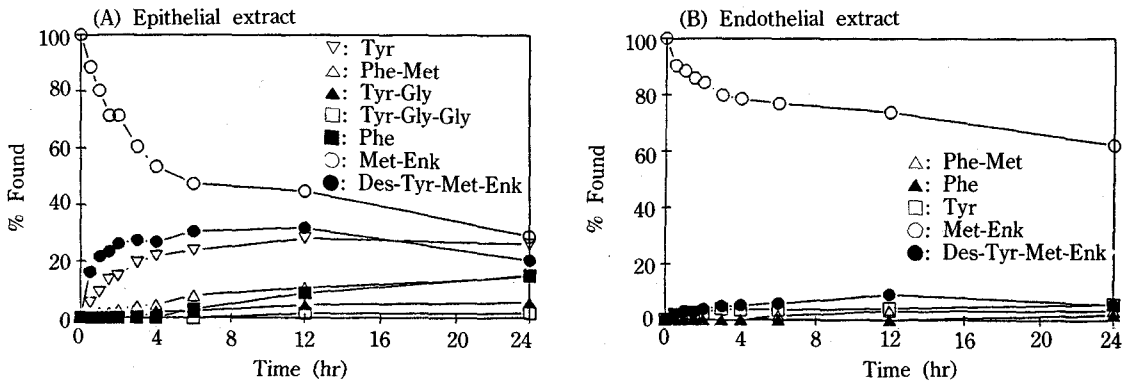 (A) Epithelial extract
% Found
100
80
60
40
20
0
▽: Tyr
△: Phe-Met
▲: Tyr-Gly
□: Tyr-Gly-Gly
■: Phe
○: Met-Enk
●: Des-Tyr-Met-Enk
0 4 8 12 16 20 24
Time (hr)
(B) Endothelial extract
% Found
100
80
60
40
20
0
△: Phe-Met
▲: Phe
□: Tyr
○: Met-Enk
●: Des-Tyr-Met-Enk
0 4 8 12 16 20 24
Time (hr)